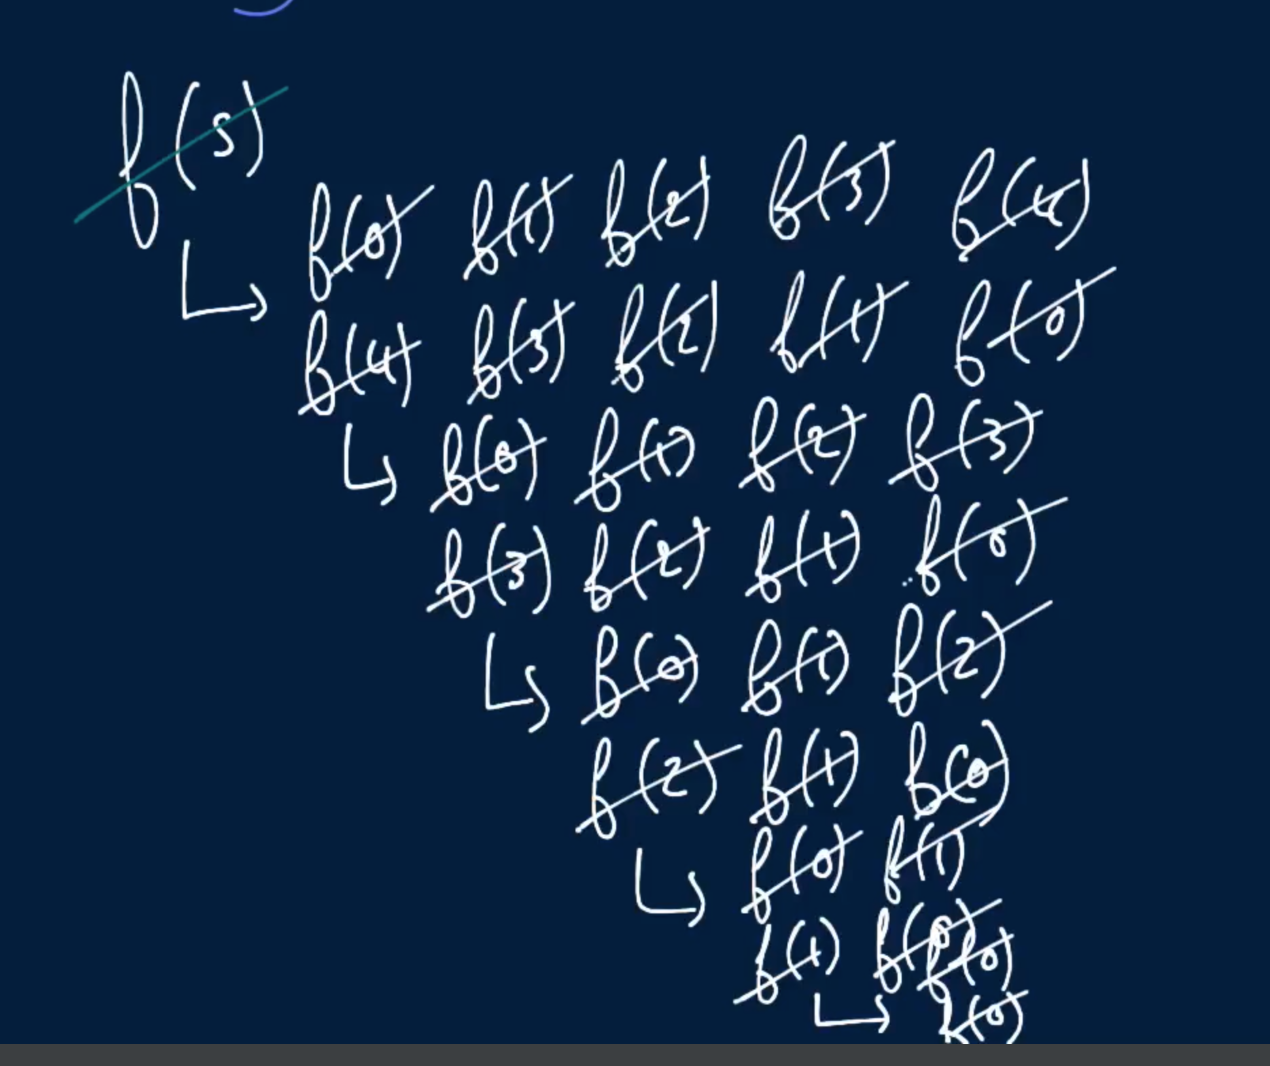 f(5)
f(0) f(1) f(2) f(3) f(4)
f(4) f(3) f(2) f(1) f(0)
f(0) f(1) f(2) f(3)
f(3) f(2) f(1) f(0)
f(0) f(1) f(2)
f(2) f(1) f(0)
f(0) f(1)
f(1) f(0)
f(0)
f(0)